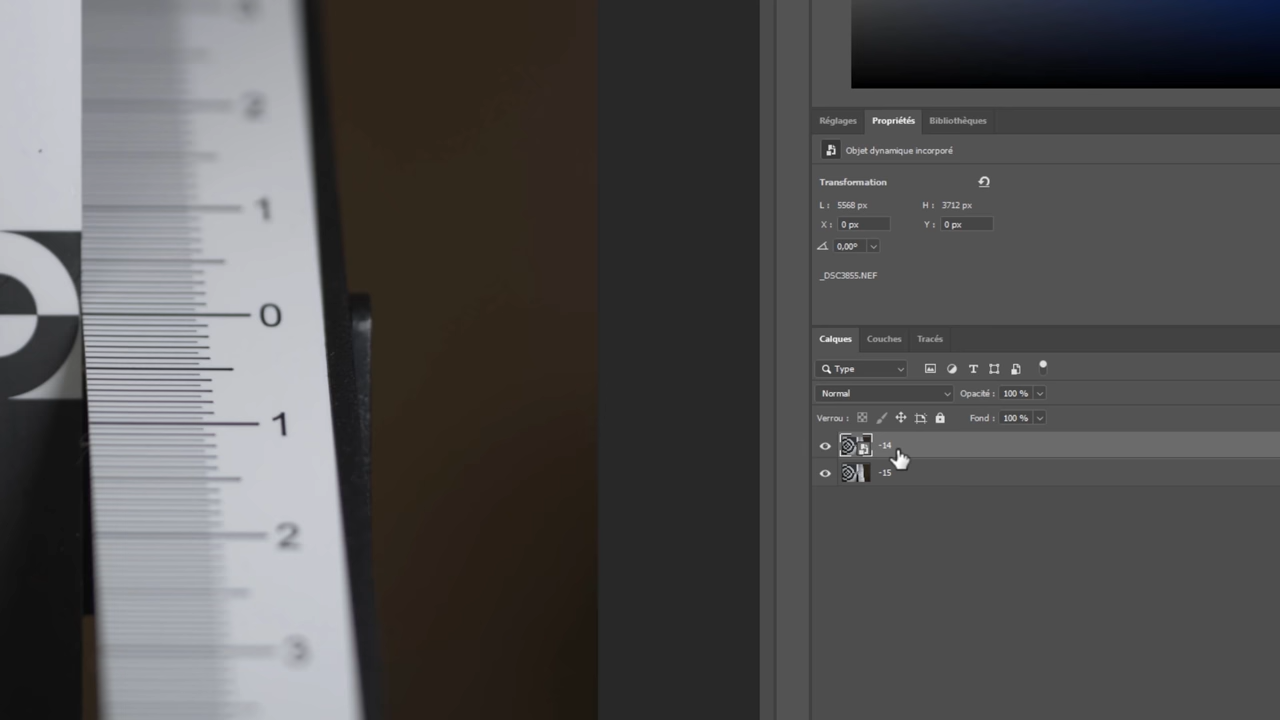 2
1
0
1
2
3
Réglages Propriétés Bibliothèques
Objet dynamique incorporé
Transformation
L : 5568 px H : 3712 px
X : 0 px Y : 0 px
0,00°
_DSC3855.NEF
Calques Couches Tracés
Type
Normal Opacité : 100 %
Verrou : Fond : 100 %
-14
-15